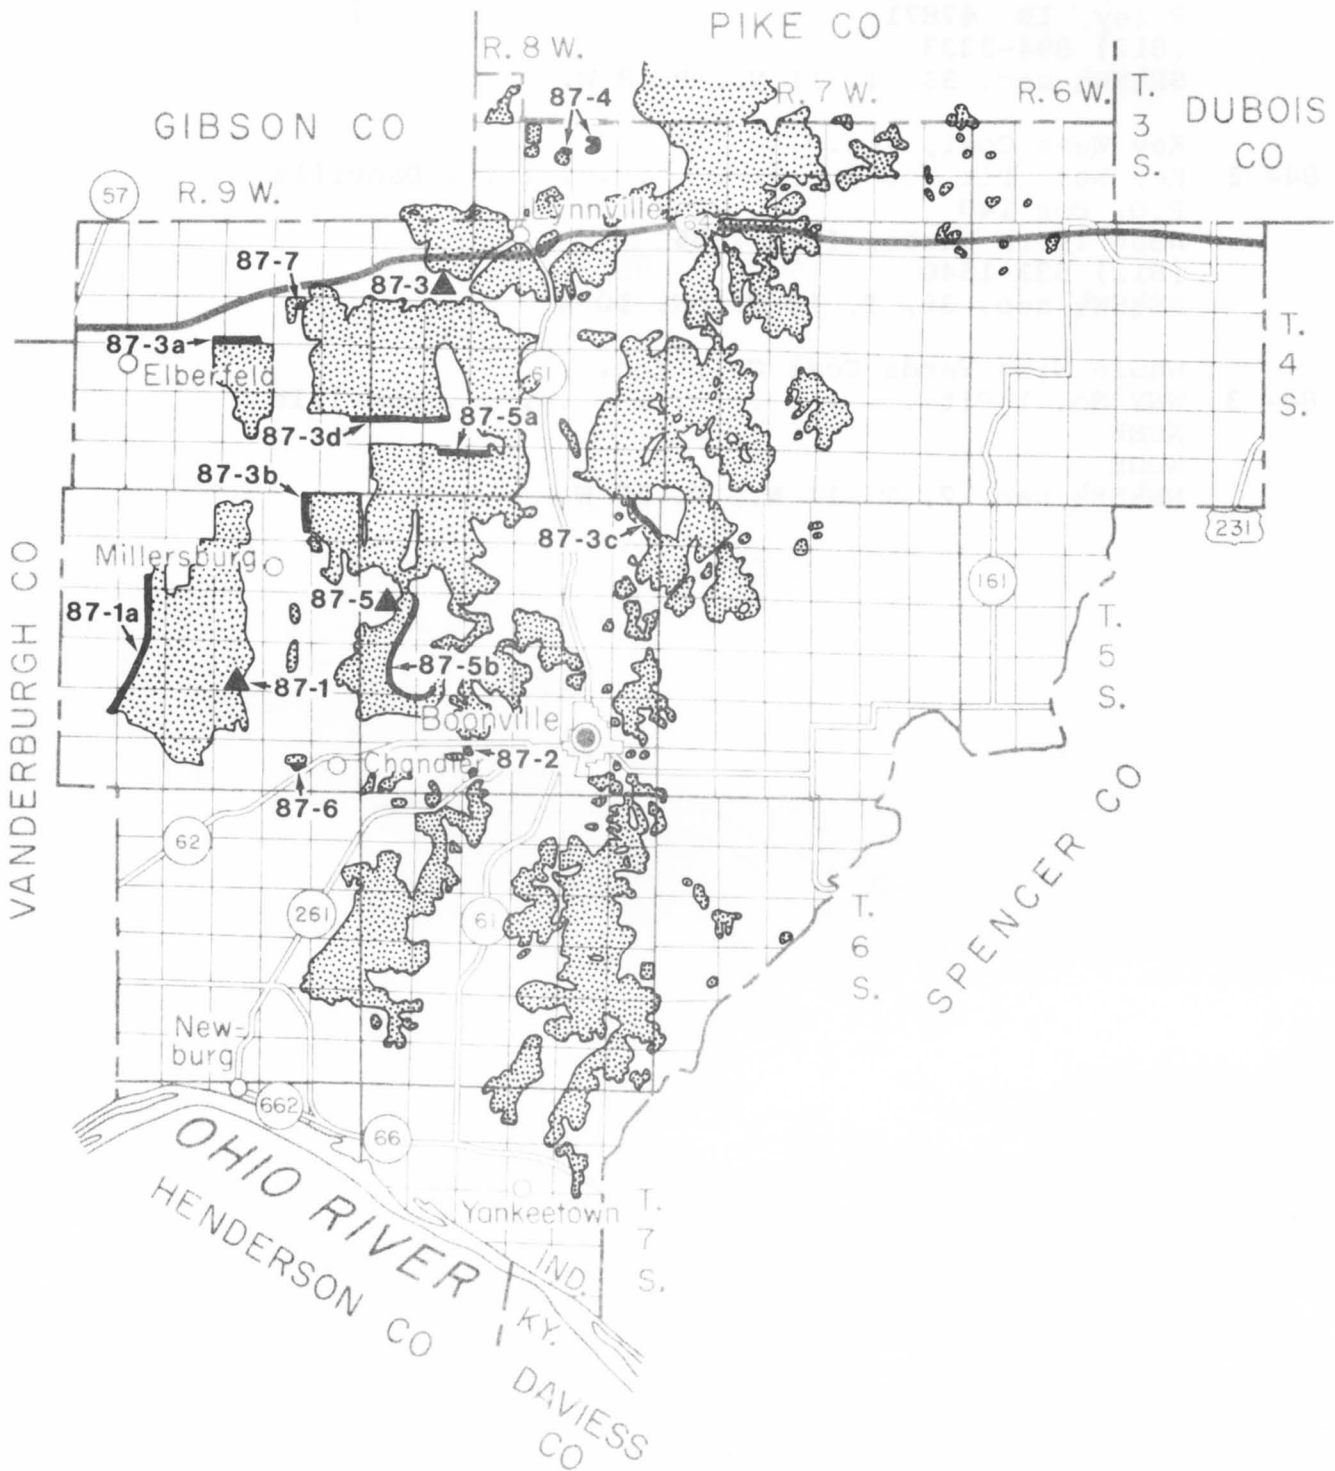 PIKE CO
R. 8 W.
87-4
R. 7 W.
R. 6 W.
T.
3
S.
DUBOIS
CO
GIBSON CO
57
R. 9 W.
Lynnville
64
87-7
87-3
87-3a
Elberfeld
61
T.
4
S.
87-3d
87-5a
87-3b
87-3c
231
Millersburg
161
VANDERBURGH CO
87-1a
87-5
T.
5
S.
87-5b
87-1
Boonville
87-2
Chandler
87-6
62
SPENCER CO
261
61
T.
6
S.
New-
burg
662
66
OHIO RIVER
HENDERSON CO
Yankeetown
T.
7
S.
IND.
KY.
DAVIESS
CO